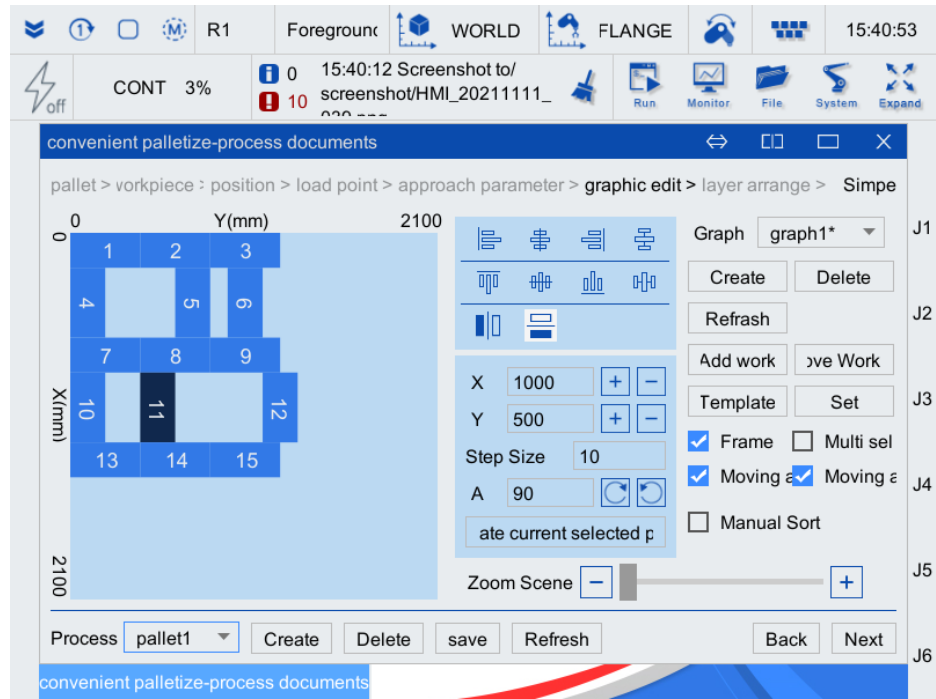 R1 Foreground WORLD FLANGE 15:40:53
off CONT 3% 0 15:40:12 Screenshot to/
10 screenshot/HMI_20211111_
Run Monitor File System Expand
convenient palletize-process documents
pallet > vorkpiece : position > load point > approach parameter > graphic edit > layer arrange > Simpe
0 Y(mm) 2100
0
X(mm)
2100
1 2 3
4 5 6
7 8 9
10 11 12
13 14 15
X 1000 + −
Y 500 + −
Step Size 10
A 90
ate current selected p
Zoom Scene − +
Graph graph1*
Create Delete
Refrash
Add work ove Work
Template Set
Frame Multi sel
Moving a Moving a
Manual Sort
J1
J2
J3
J4
J5
J6
Process pallet1 Create Delete save Refresh Back Next
convenient palletize-process documents